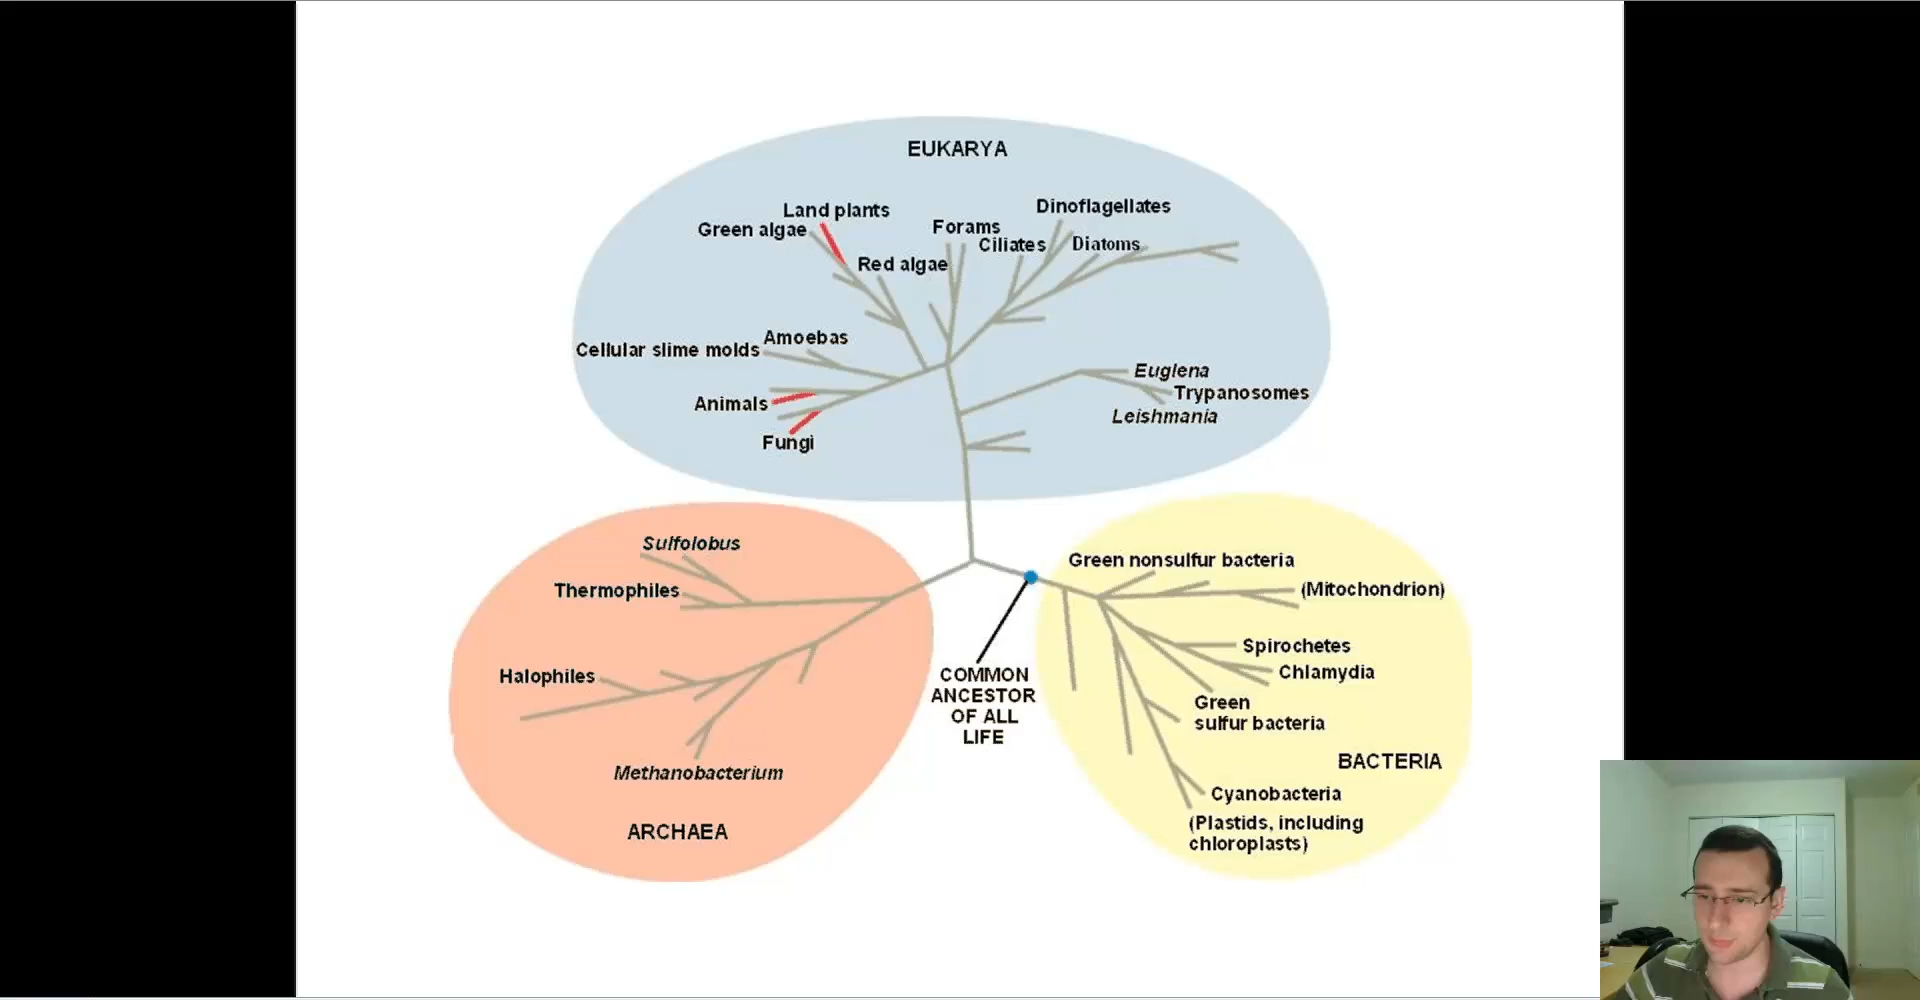 EUKARYA
Land plants
Green algae
Dinoflagellates
Forams
Ciliates
Diatoms
Red algae
Amoebas
Cellular slime molds
Animals
Fungi
Euglena
Trypanosomes
Leishmania
Sulfolobus
Thermophiles
Halophiles
Methanobacterium
ARCHAEA
COMMON
ANCESTOR
OF ALL
LIFE
Green nonsulfur bacteria
(Mitochondrion)
Spirochetes
Chlamydia
Green
sulfur bacteria
BACTERIA
Cyanobacteria
(Plastids, including
chloroplasts)